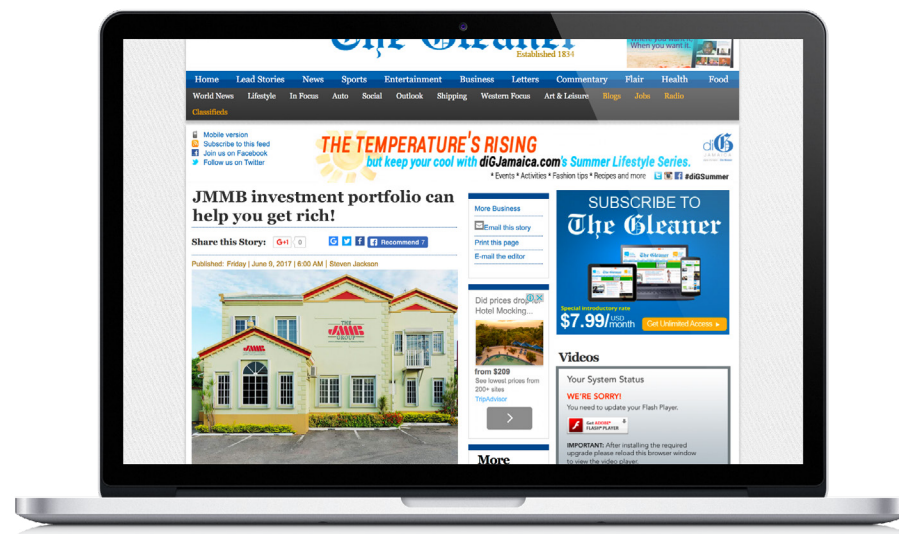 The Gleaner
Established 1834
When you want it.
Home Lead Stories News Sports Entertainment Business Letters Commentary Flair Health Food
World News Lifestyle In Focus Auto Social Outlook Shipping Western Focus Art & Leisure Blogs Jobs Radio
Classifieds
Mobile version
Subscribe to this feed
Join us on Facebook
Follow us on Twitter
THE TEMPERATURE'S RISING
but keep your cool with diGJamaica.com's Summer Lifestyle Series.
* Events * Activities * Fashion tips * Recipes and more #diGSummer
diG
JAMAICA
JMMB investment portfolio can
help you get rich!
Share this Story: G+1 0 G f Recommend 7
Published: Friday | June 9, 2017 | 6:00 AM | Steven Jackson
THE
JMMB
GROUP
JMMB
More Business
Email this story
Print this page
E-mail the editor
Did prices drop
Hotel Mocking...
from $209
See lowest prices from
200+ sites
TripAdvisor
More
SUBSCRIBE TO
The Gleaner
Special introductory rate
$7.99/ USD month
Get Unlimited Access
Videos
Your System Status
WE'RE SORRY!
You need to update your Flash Player.
Get ADOBE®
FLASH® PLAYER
IMPORTANT: After installing the required
upgrade please reload this browser window
to view the video player.